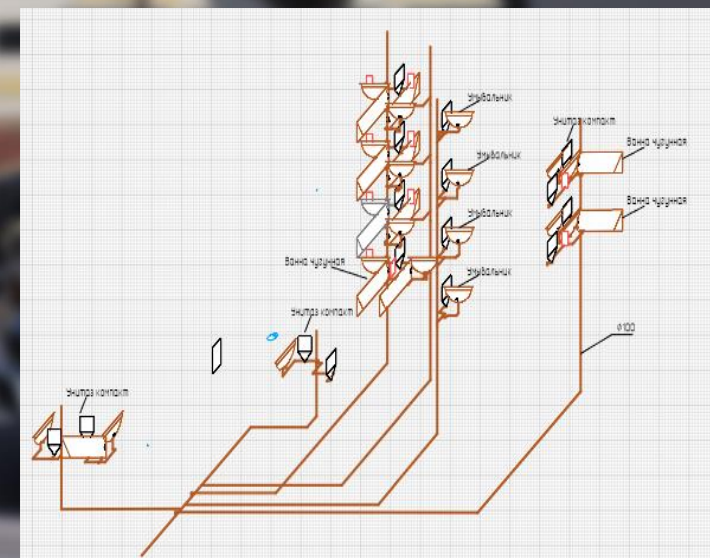 Умывальник
Унитаз компакт
Ванна чугунная
Умывальник
Ванна чугунная
Умывальник
Ванна чугунная
Умывальник
Унитаз компакт
ø100
Унитаз компакт